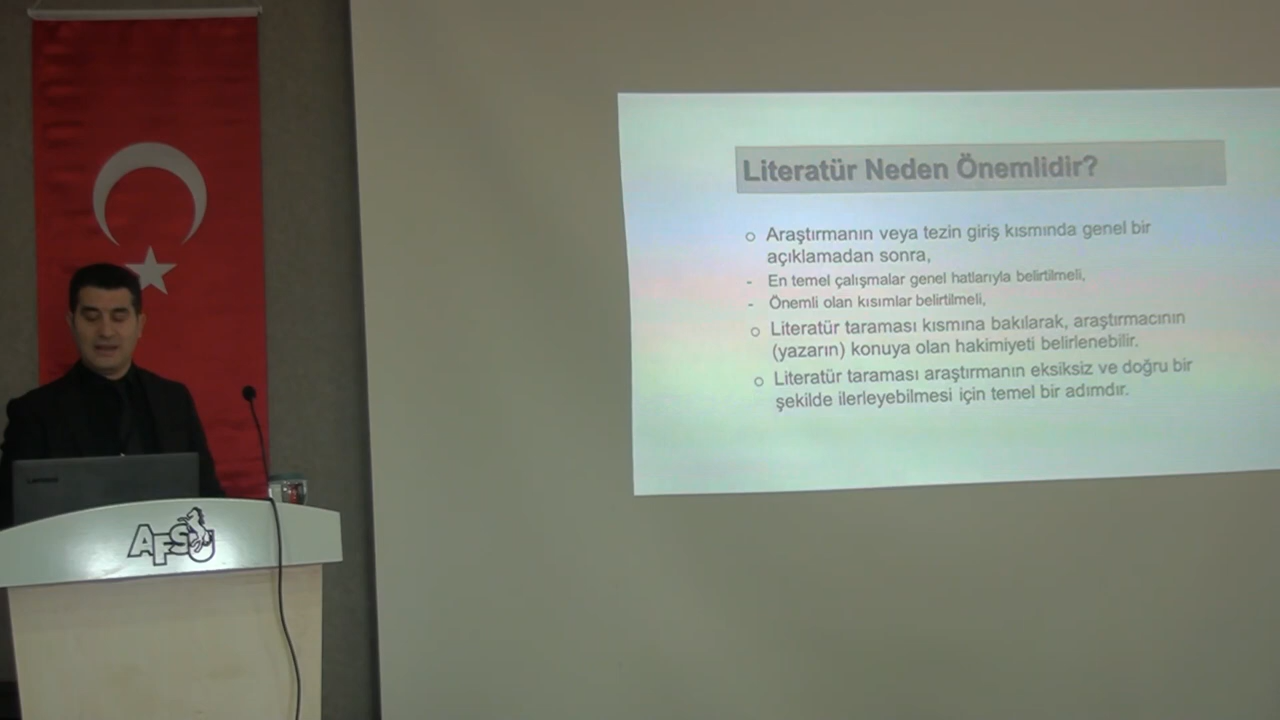 Literatür Neden Önemlidir?
o Araştırmanın veya tezin giriş kısmında genel bir
açıklamadan sonra,
- En temel çalışmalar genel hatlarıyla belirtilmeli,
- Önemli olan kısımlar belirtilmeli,
o Literatür taraması kısmına bakılarak, araştırmacının
(yazarın) konuya olan hakimiyeti belirlenebilir.
o Literatür taraması araştırmanın eksiksiz ve doğru bir
şekilde ilerleyebilmesi için temel bir adımdır.
Lenovo
AFSÜ